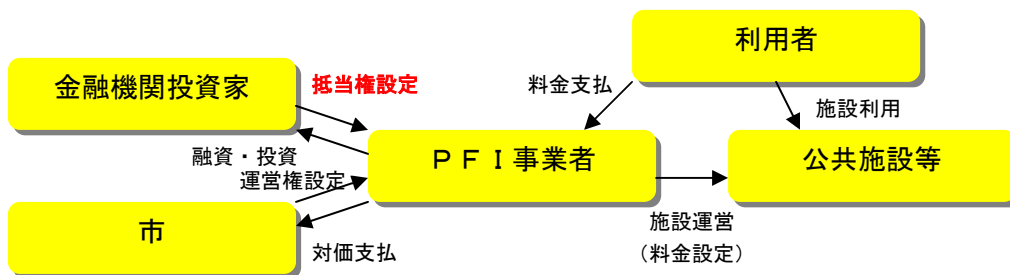 利用者
金融機関投資家
抵当権設定
料金支払
施設利用
融資・投資
ＰＦＩ事業者
公共施設等
運営権設定
市
対価支払
施設運営
（料金設定）